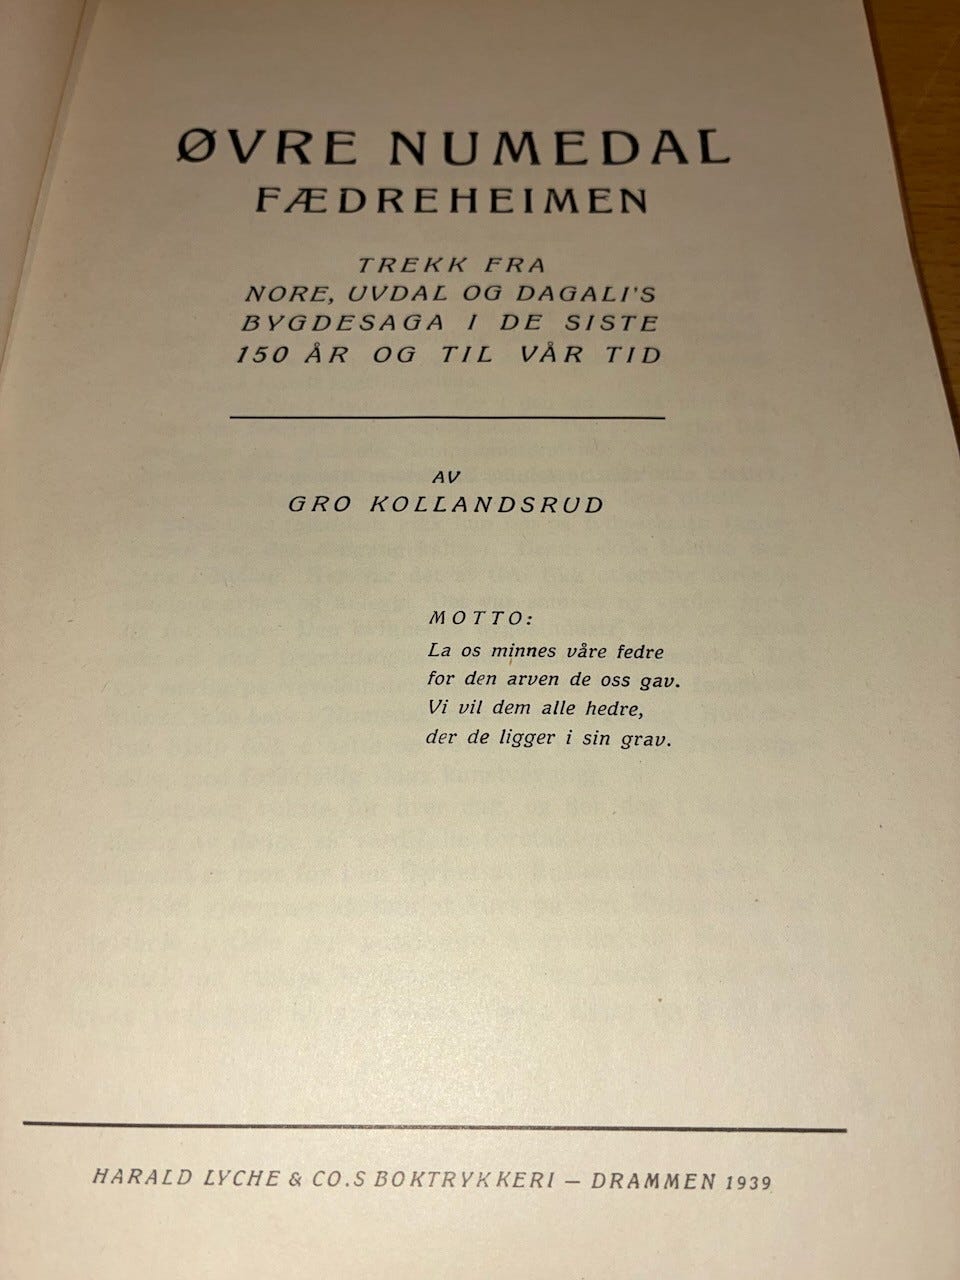 ØVRE NUMEDAL
FÆDREHEIMEN
TREKK FRA
NORE, UVDAL OG DAGALI'S
BYGDESAGA I DE SISTE
150 ÅR OG TIL VÅR TID
AV
GRO KOLLANDSRUD
MOTTO:
La os minnes våre fedre
for den arven de oss gav.
Vi vil dem alle hedre,
der de ligger i sin grav.
HARALD LYCHE & CO.S BOKTRYKKERI — DRAMMEN 1939